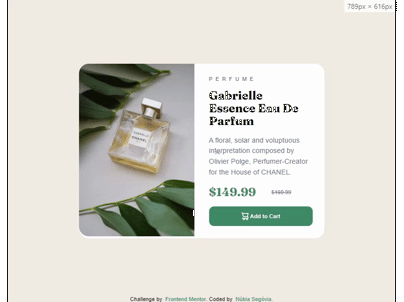 789px × 616px
PERFUME
Gabrielle
Essence Eau De
Parfum
A floral, solar and voluptuous
interpretation composed by
Olivier Polge, Perfumer-Creator
for the House of CHANEL.
$149.99 $169.99
Add to Cart
CHANEL
Challenge by Frontend Mentor. Coded by Núbia Segóvia.